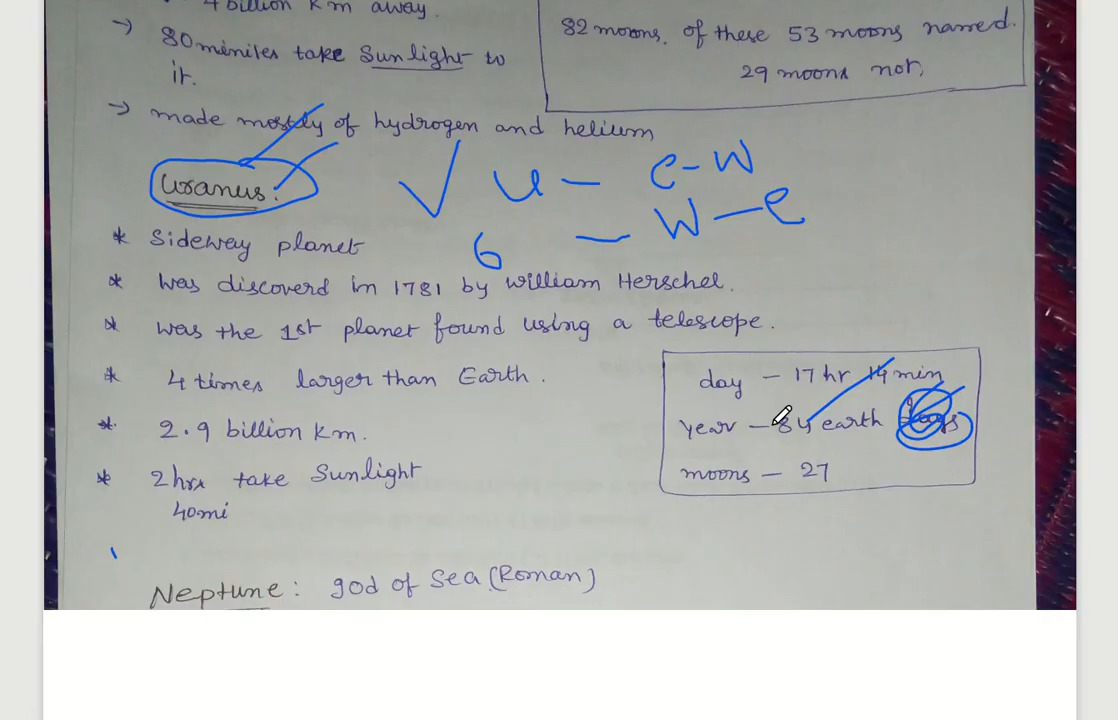 4 billion Km away.
→ 80 minires take Sunlight to
it.
82 moons, of these 53 moons named.
29 moons not,
→ made mostly of hydrogen and helium
Uranus.
U – e-W
6 – W – e
* Sideway planet
* Was discoverd in 1781 by William Herschel.
* Was the 1st planet found using a telescope.
* 4 times larger than Earth.
* 2.9 billion Km.
* 2 hrs take Sunlight
40mi
day – 17 hr 14 min
year – 84 earth
moons – 27
Neptune: god of Sea (Roman)